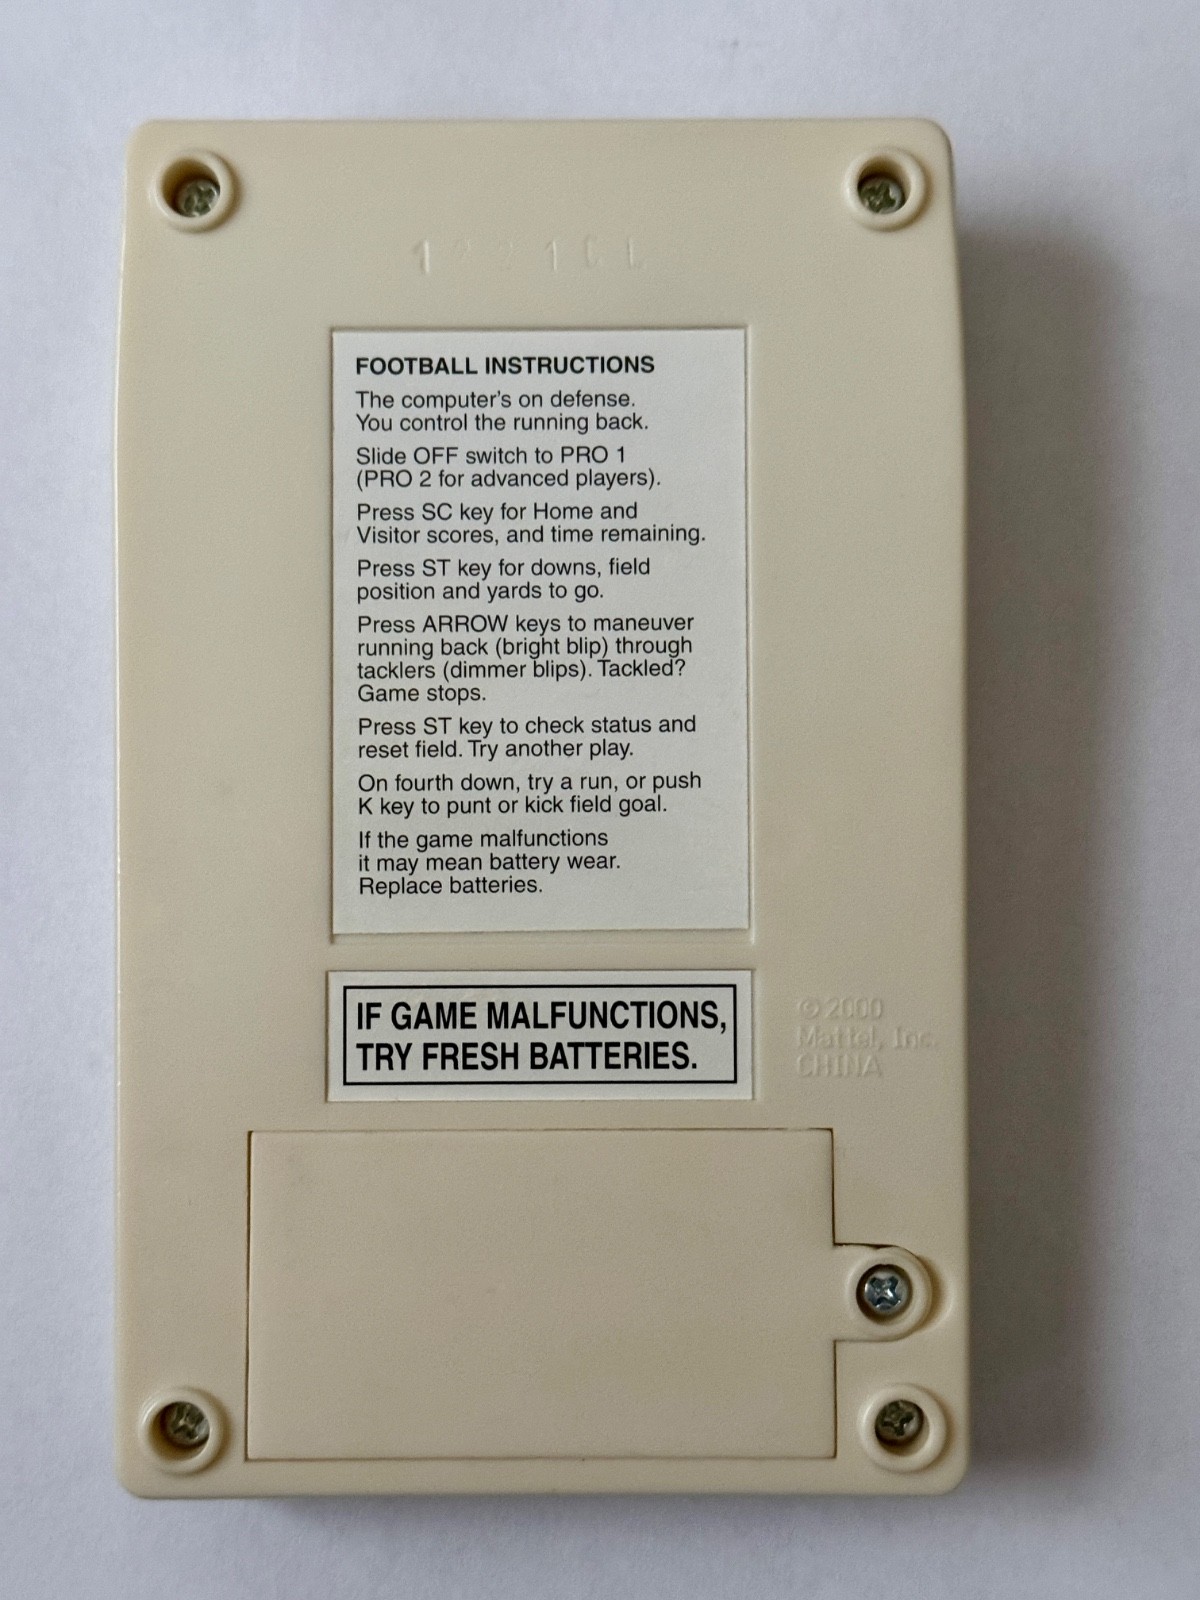 FOOTBALL INSTRUCTIONS
The computer's on defense.
You control the running back.
Slide OFF switch to PRO 1
(PRO 2 for advanced players).
Press SC key for Home and
Visitor scores, and time remaining.
Press ST key for downs, field
position and yards to go.
Press ARROW keys to maneuver
running back (bright blip) through
tacklers (dimmer blips). Tackled?
Game stops.
Press ST key to check status and
reset field. Try another play.
On fourth down, try a run, or push
K key to punt or kick field goal.
If the game malfunctions
it may mean battery wear.
Replace batteries.
IF GAME MALFUNCTIONS,
TRY FRESH BATTERIES.
© 2000
Mattel, Inc.
CHINA